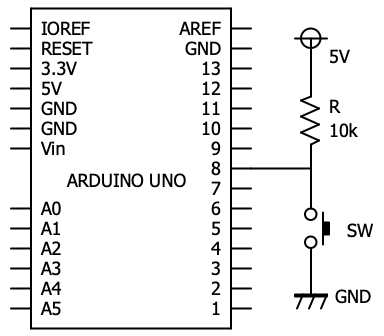 IOREF
RESET
3.3V
5V
GND
GND
Vin
ARDUINO UNO
A0
A1
A2
A3
A4
A5
AREF
GND
13
12
11
10
9
8
7
6
5
4
3
2
1
5V
R
10k
SW
GND